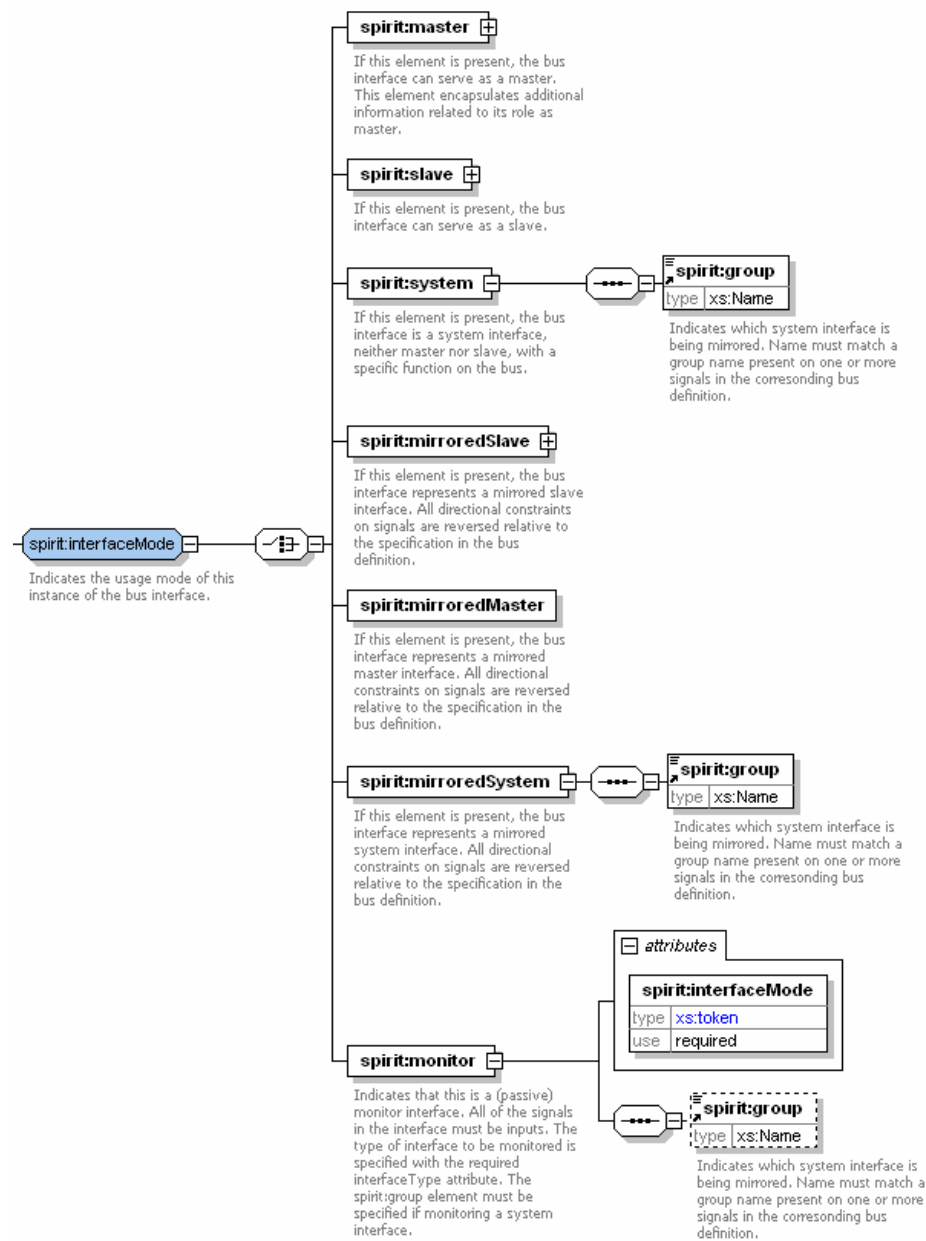 spirit:master
If this element is present, the bus
interface can serve as a master.
This element encapsulates additional
information related to its role as
master.
spirit:slave
If this element is present, the bus
interface can serve as a slave.
spirit:system
If this element is present, the bus
interface is a system interface,
neither master nor slave, with a
specific function on the bus.
spirit:group
type xs:Name
Indicates which system interface is
being mirrored. Name must match a
group name present on one or more
signals in the corresonding bus
definition.
spirit:mirroredSlave
If this element is present, the bus
interface represents a mirrored slave
interface. All directional constraints
on signals are reversed relative to
the specification in the bus
definition.
spirit:interfaceMode
Indicates the usage mode of this
instance of the bus interface.
spirit:mirroredMaster
If this element is present, the bus
interface represents a mirrored
master interface. All directional
constraints on signals are reversed
relative to the specification in the
bus definition.
spirit:mirroredSystem
If this element is present, the bus
interface represents a mirrored
system interface. All directional
constraints on signals are reversed
relative to the specification in the
bus definition.
spirit:group
type xs:Name
Indicates which system interface is
being mirrored. Name must match a
group name present on one or more
signals in the corresonding bus
definition.
attributes
spirit:interfaceMode
type xs:token
use required
spirit:monitor
Indicates that this is a (passive)
monitor interface. All of the signals
in the interface must be inputs. The
type of interface to be monitored is
specified with the required
interfaceType attribute. The
spirit:group element must be
specified if monitoring a system
interface.
spirit:group
type xs:Name
Indicates which system interface is
being mirrored. Name must match a
group name present on one or more
signals in the corresonding bus
definition.